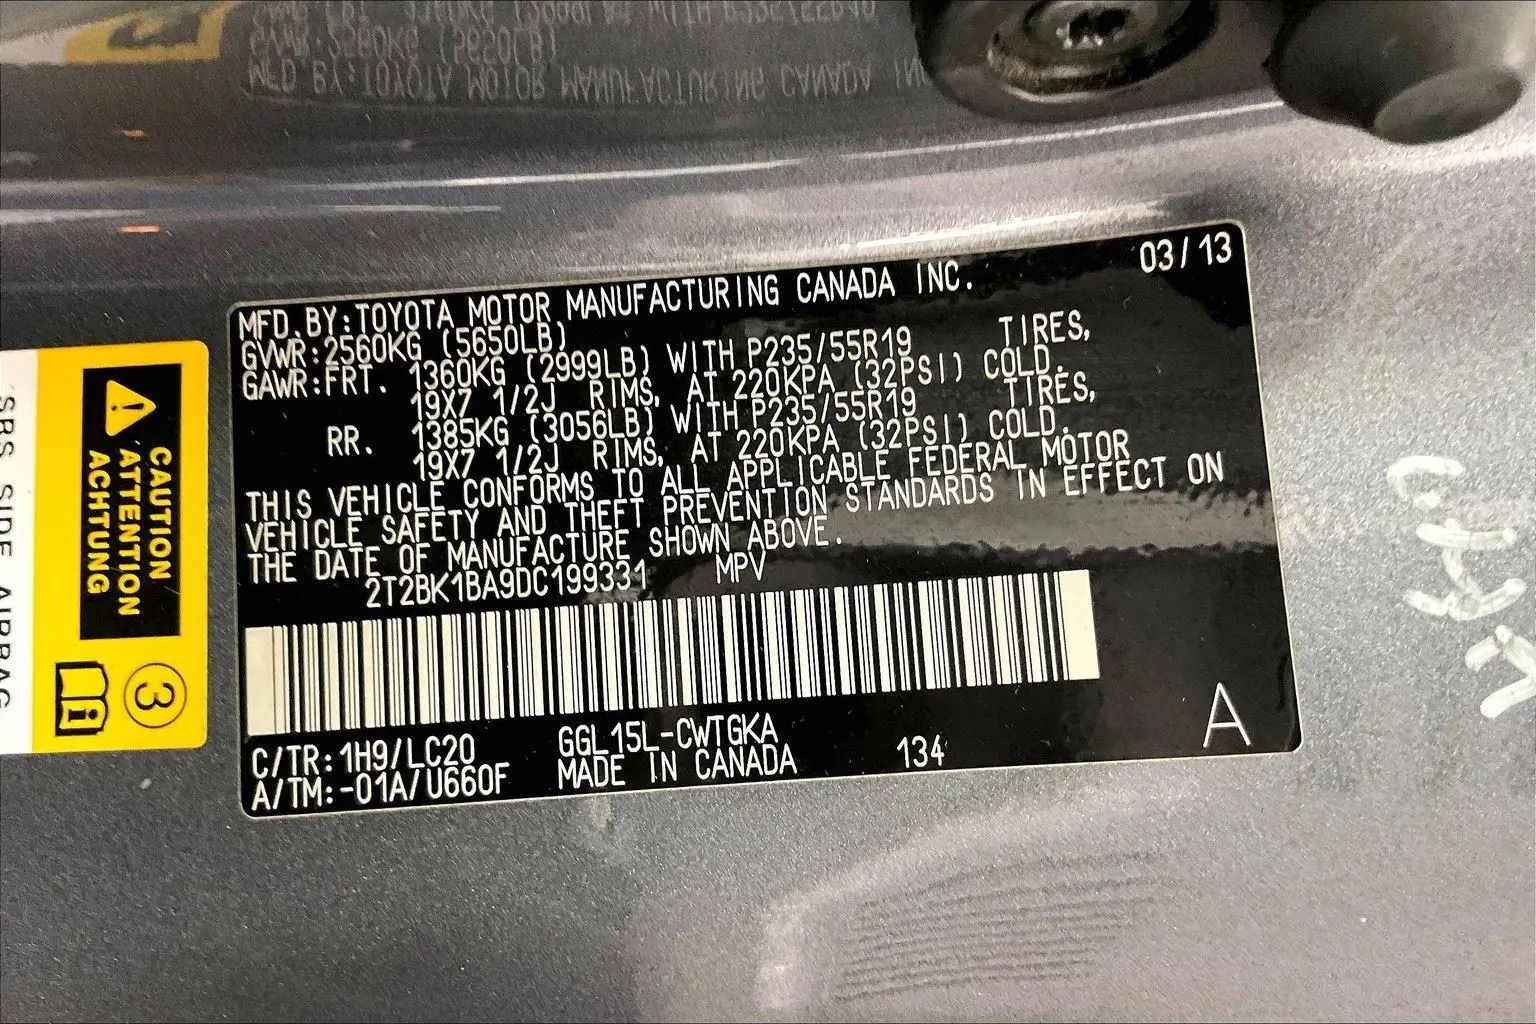 MFD.BY:TOYOTA MOTOR MANUFACTURING CANADA INC. 03/13
GVWR:2560KG (5650LB)
GAWR:FRT. 1360KG (2999LB) WITH P235/55R19 TIRES,
19X7 1/2J RIMS, AT 220KPA (32PSI) COLD.
RR. 1385KG (3056LB) WITH P235/55R19 TIRES,
19X7 1/2J RIMS, AT 220KPA (32PSI) COLD.
THIS VEHICLE CONFORMS TO ALL APPLICABLE FEDERAL MOTOR
VEHICLE SAFETY AND THEFT PREVENTION STANDARDS IN EFFECT ON
THE DATE OF MANUFACTURE SHOWN ABOVE.
2T2BK1BA9DC199331 MPV
C/TR:1H9/LC20 GGL15L-CWTGKA
A/TM:-01A/U660F MADE IN CANADA 134 A
CAUTION
ATTENTION
ACHTUNG
3
SRS SIDE AIRBAG